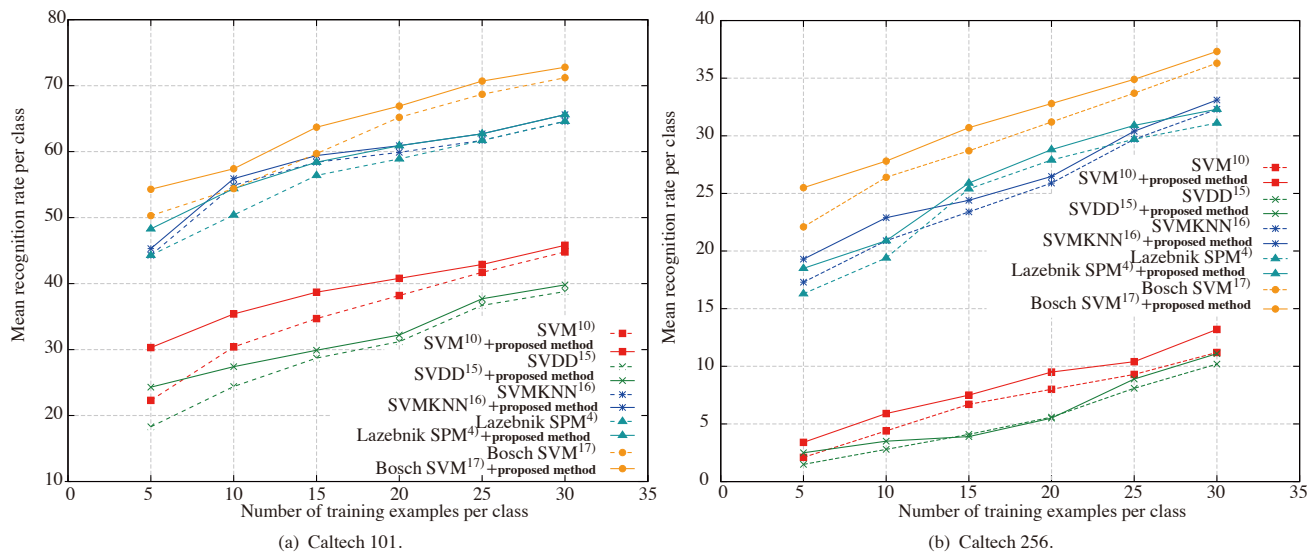 Mean recognition rate per class
80
70
60
50
40
30
20
10
SVM10)
SVM10)+proposed method
SVDD15)
SVDD15)+proposed method
SVMKNN16)
SVMKNN16)+proposed method
Lazebnik SPM4)
Lazebnik SPM4)+proposed method
Bosch SVM17)
Bosch SVM17)+proposed method
0 5 10 15 20 25 30 35
Number of training examples per class
(a) Caltech 101.
Mean recognition rate per class
40
35
30
25
20
15
10
5
0
SVM10)
SVM10)+proposed method
SVDD15)
SVDD15)+proposed method
SVMKNN16)
SVMKNN16)+proposed method
Lazebnik SPM4)
Lazebnik SPM4)+proposed method
Bosch SVM17)
Bosch SVM17)+proposed method
0 5 10 15 20 25 30 35
Number of training examples per class
(b) Caltech 256.